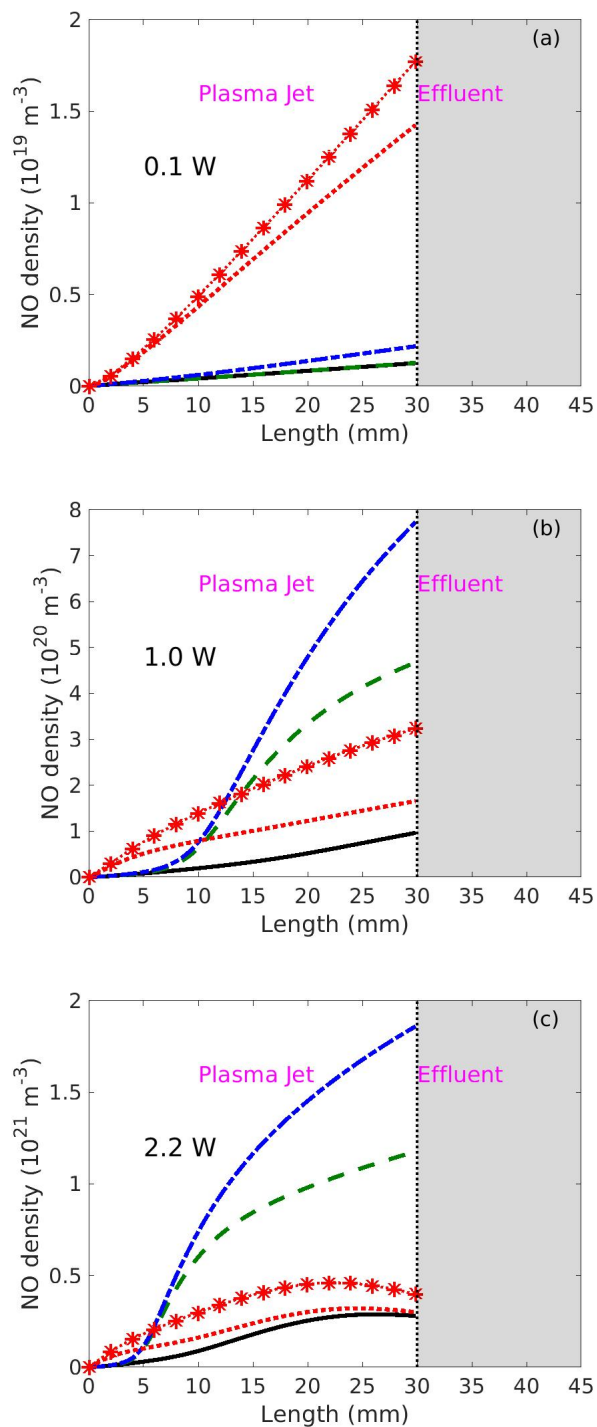 2
(a)
Plasma Jet Effluent
1.5
0.1 W
1
0.5
0
NO density (10^19 m^-3)
0 5 10 15 20 25 30 35 40 45
Length (mm)
8
(b)
7
Plasma Jet Effluent
6
5
1.0 W
4
3
2
1
0
NO density (10^20 m^-3)
0 5 10 15 20 25 30 35 40 45
Length (mm)
2
(c)
Plasma Jet Effluent
1.5
2.2 W
1
0.5
0
NO density (10^21 m^-3)
0 5 10 15 20 25 30 35 40 45
Length (mm)